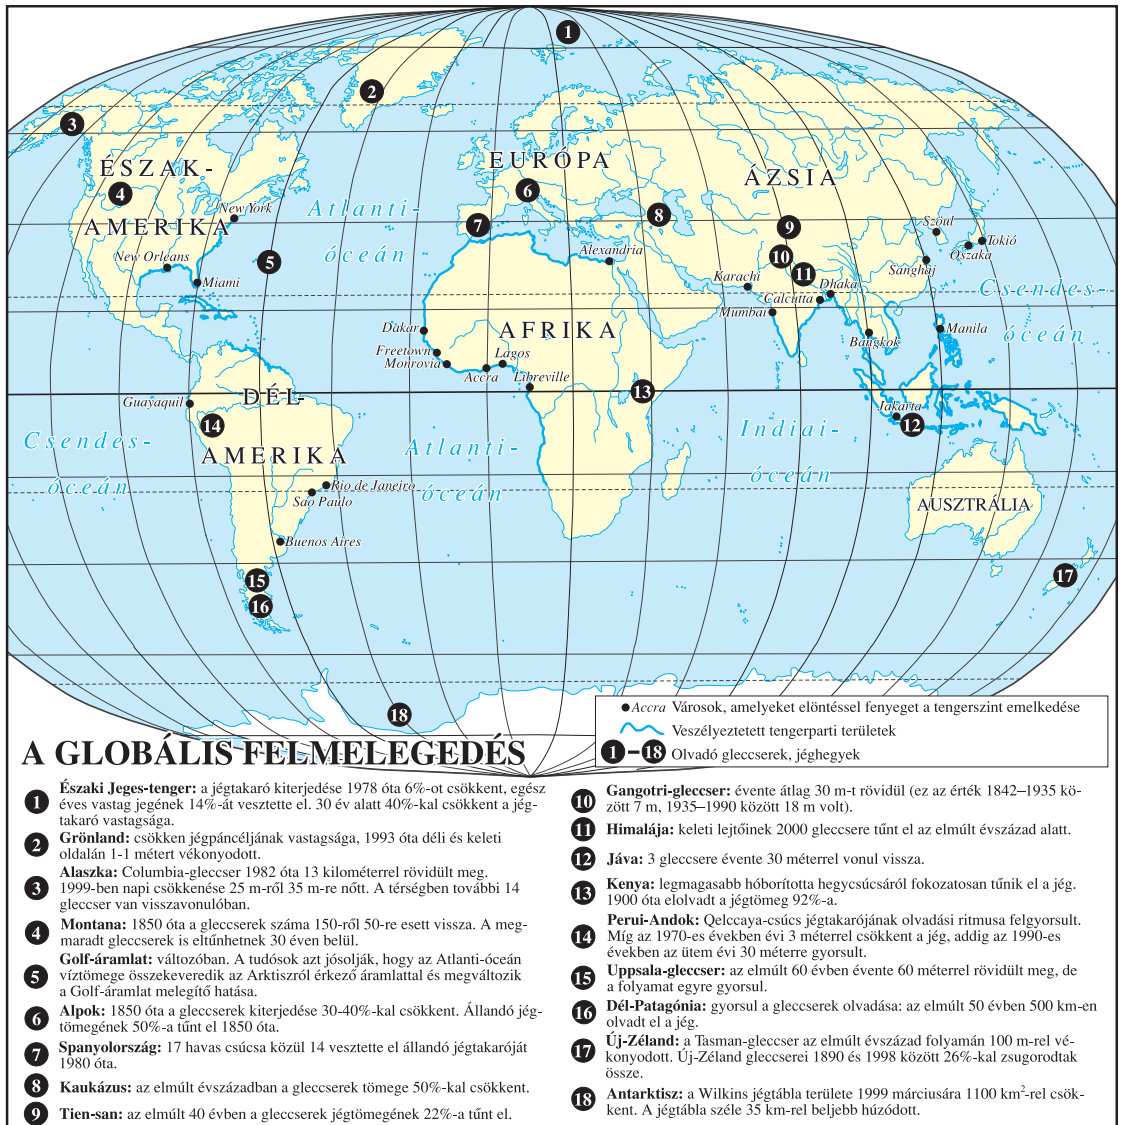 1
2
3
ÉSZAK-
EURÓPA
ÁZSIA
4
6
8
New York
Atlanti-
AMERIKA
7
9
Szöul
Tokió
Oszaka
óceán
New Orleans
5
Alexandria
10
Sanghaj
Miami
Karachi
11
Dhaka
Calcutta
Csendes-
Mumbai
Dakar
AFRIKA
Manila
óceán
Bangkok
Freetown
Monrovia
Lagos
Accra
Libreville
13
DÉL-
Guayaquil
Jakarta
14
12
Csendes-
Atlanti-
Indiai-
AMERIKA
óceán
Rio de Janeiro
óceán
óceán
Sao Paulo
AUSZTRÁLIA
Buenos Aires
15
17
16
18
Accra Városok, amelyeket elöntéssel fenyeget a tengerszint emelkedése
Veszélyeztetett tengerparti területek
1 – 18 Olvadó gleccserek, jéghegyek
A GLOBÁLIS FELMELEGEDÉS
1 Északi Jeges-tenger: a jégtakaró kiterjedése 1978 óta 6%-ot csökkent, egész
éves vastag jegének 14%-át vesztette el. 30 év alatt 40%-kal csökkent a jég-
takaró vastagsága.
2 Grönland: csökken jégpáncéljának vastagsága, 1993 óta déli és keleti
oldalán 1-1 métert vékonyodott.
3 Alaszka: Columbia-gleccser 1982 óta 13 kilométerrel rövidült meg.
1999-ben napi csökkenése 25 m-ről 35 m-re nőtt. A térségben további 14
gleccser van visszavonulóban.
4 Montana: 1850 óta a gleccserek száma 150-ről 50-re esett vissza. A meg-
maradt gleccserek is eltűnhetnek 30 éven belül.
5 Golf-áramlat: változóban. A tudósok azt jósolják, hogy az Atlanti-óceán
víztömege összekeveredik az Arktiszról érkező áramlattal és megváltozik
a Golf-áramlat melegítő hatása.
6 Alpok: 1850 óta a gleccserek kiterjedése 30-40%-kal csökkent. Állandó jég-
tömegének 50%-a tűnt el 1850 óta.
7 Spanyolország: 17 havas csúcsa közül 14 vesztette el állandó jégtakaróját
1980 óta.
8 Kaukázus: az elmúlt évszázadban a gleccserek tömege 50%-kal csökkent.
9 Tien-san: az elmúlt 40 évben a gleccserek jégtömegének 22%-a tűnt el.
10 Gangotri-gleccser: évente átlag 30 m-t rövidül (ez az érték 1842–1935 kö-
zött 7 m, 1935–1990 között 18 m volt).
11 Himalája: keleti lejtőinek 2000 gleccsere tűnt el az elmúlt évszázad alatt.
12 Jáva: 3 gleccsere évente 30 méterrel vonul vissza.
13 Kenya: legmagasabb hóborította hegycsúcsáról fokozatosan tűnik el a jég.
1900 óta elolvadt a jégtömeg 92%-a.
14 Perui-Andok: Qelccaya-csúcs jégtakarójának olvadási ritmusa felgyorsult.
Míg az 1970-es években évi 3 méterrel csökkent a jég, addig az 1990-es
években az ütem évi 30 méterre gyorsult.
15 Uppsala-gleccser: az elmúlt 60 évben évente 60 méterrel rövidült meg, de
a folyamat egyre gyorsul.
16 Dél-Patagónia: gyorsul a gleccserek olvadása: az elmúlt 50 évben 500 km-en
olvadt el a jég.
17 Új-Zéland: a Tasman-gleccser az elmúlt évszázad folyamán 100 m-rel vé-
konyodott. Új-Zéland gleccserei 1890 és 1998 között 26%-kal zsugorodtak
össze.
18 Antarktisz: a Wilkins jégtábla területe 1999 márciusára 1100 km²-rel csök-
kent. A jégtábla széle 35 km-rel beljebb húzódott.